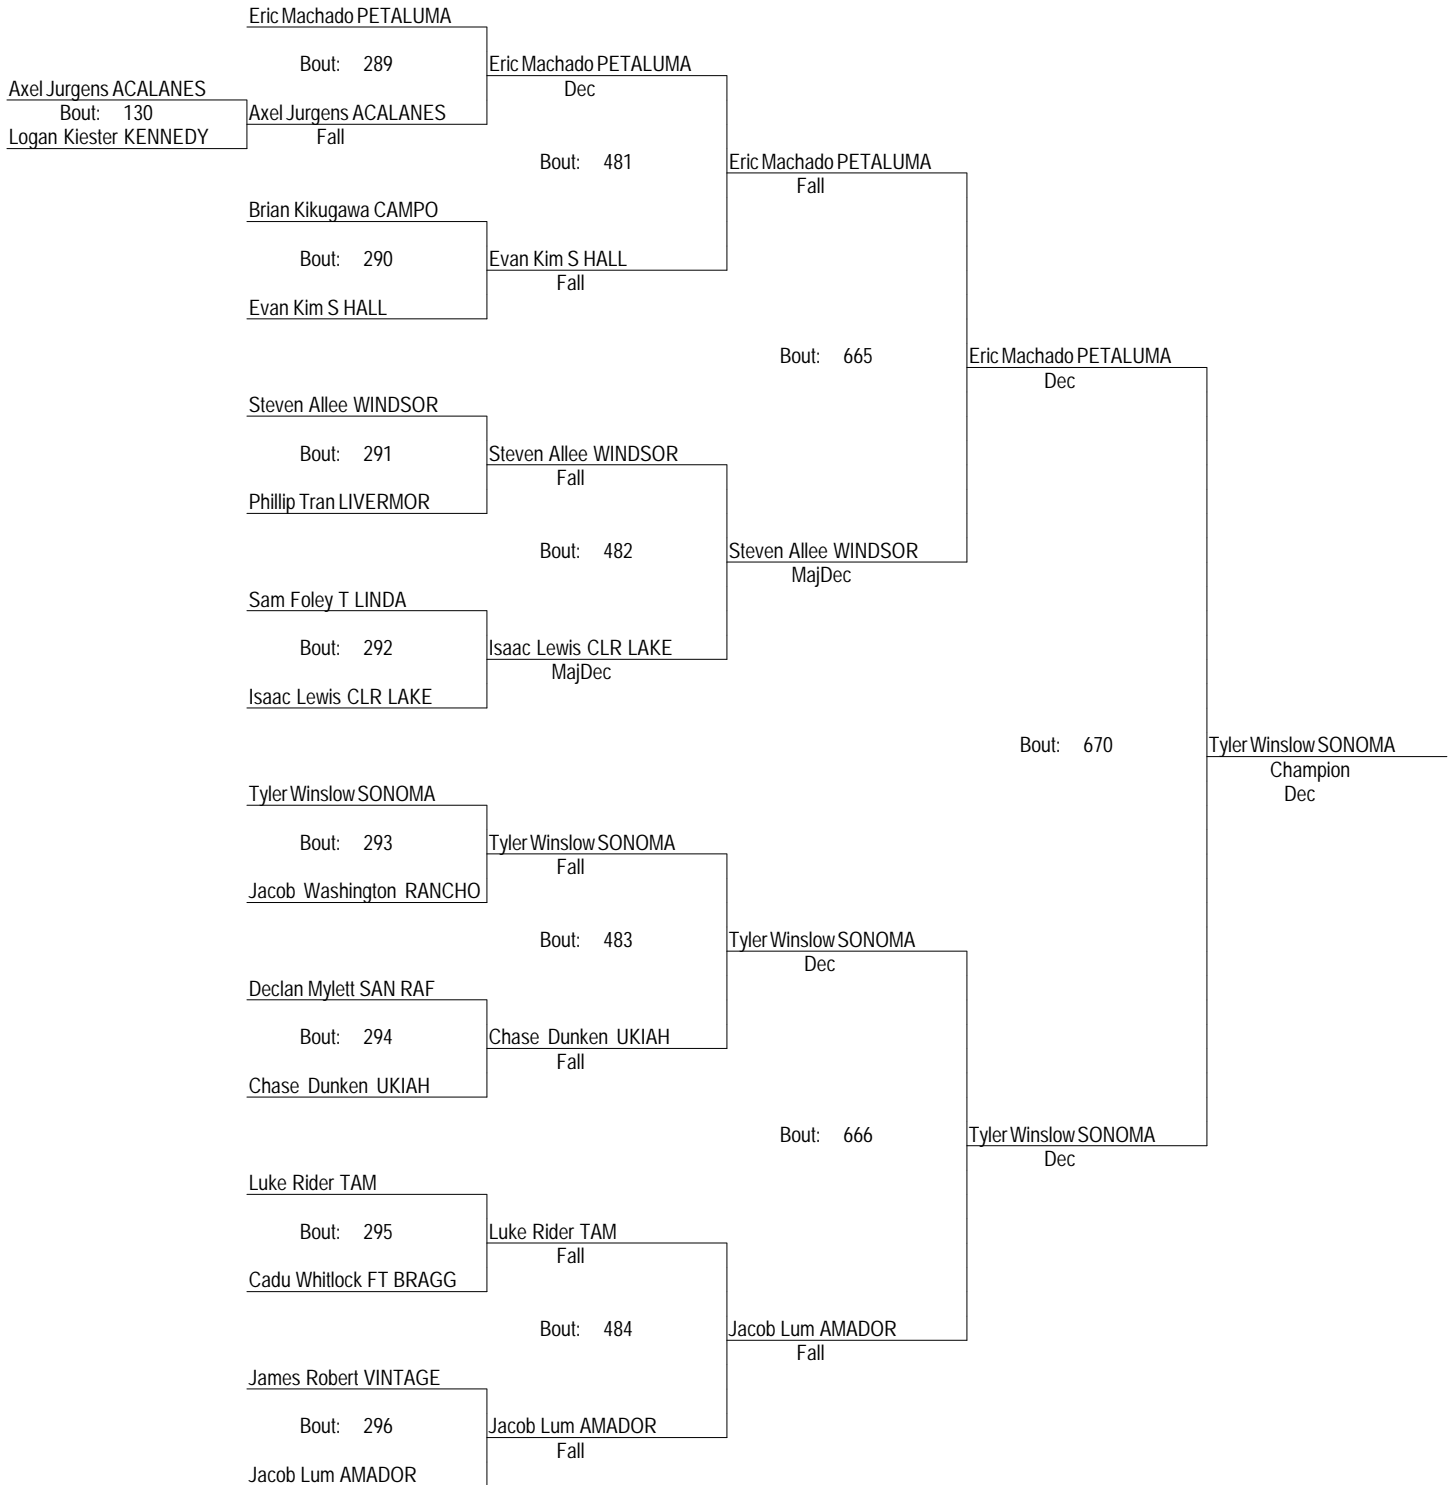 Eric Machado PETALUMA
Bout: 289
Eric Machado PETALUMA
Dec
Axel Jurgens ACALANES
Bout: 130
Logan Kiester KENNEDY
Axel Jurgens ACALANES
Fall
Bout: 481
Eric Machado PETALUMA
Fall
Brian Kikugawa CAMPO
Bout: 290
Evan Kim S HALL
Fall
Evan Kim S HALL
Bout: 665
Eric Machado PETALUMA
Dec
Steven Allee WINDSOR
Bout: 291
Steven Allee WINDSOR
Fall
Phillip Tran LIVERMOR
Bout: 482
Steven Allee WINDSOR
MajDec
Sam Foley T LINDA
Bout: 292
Isaac Lewis CLR LAKE
MajDec
Isaac Lewis CLR LAKE
Bout: 670
Tyler Winslow SONOMA
Champion
Dec
Tyler Winslow SONOMA
Bout: 293
Tyler Winslow SONOMA
Fall
Jacob Washington RANCHO
Bout: 483
Tyler Winslow SONOMA
Dec
Declan Mylett SAN RAF
Bout: 294
Chase Dunken UKIAH
Fall
Chase Dunken UKIAH
Bout: 666
Tyler Winslow SONOMA
Dec
Luke Rider TAM
Bout: 295
Luke Rider TAM
Fall
Cadu Whitlock FT BRAGG
Bout: 484
Jacob Lum AMADOR
Fall
James Robert VINTAGE
Bout: 296
Jacob Lum AMADOR
Fall
Jacob Lum AMADOR